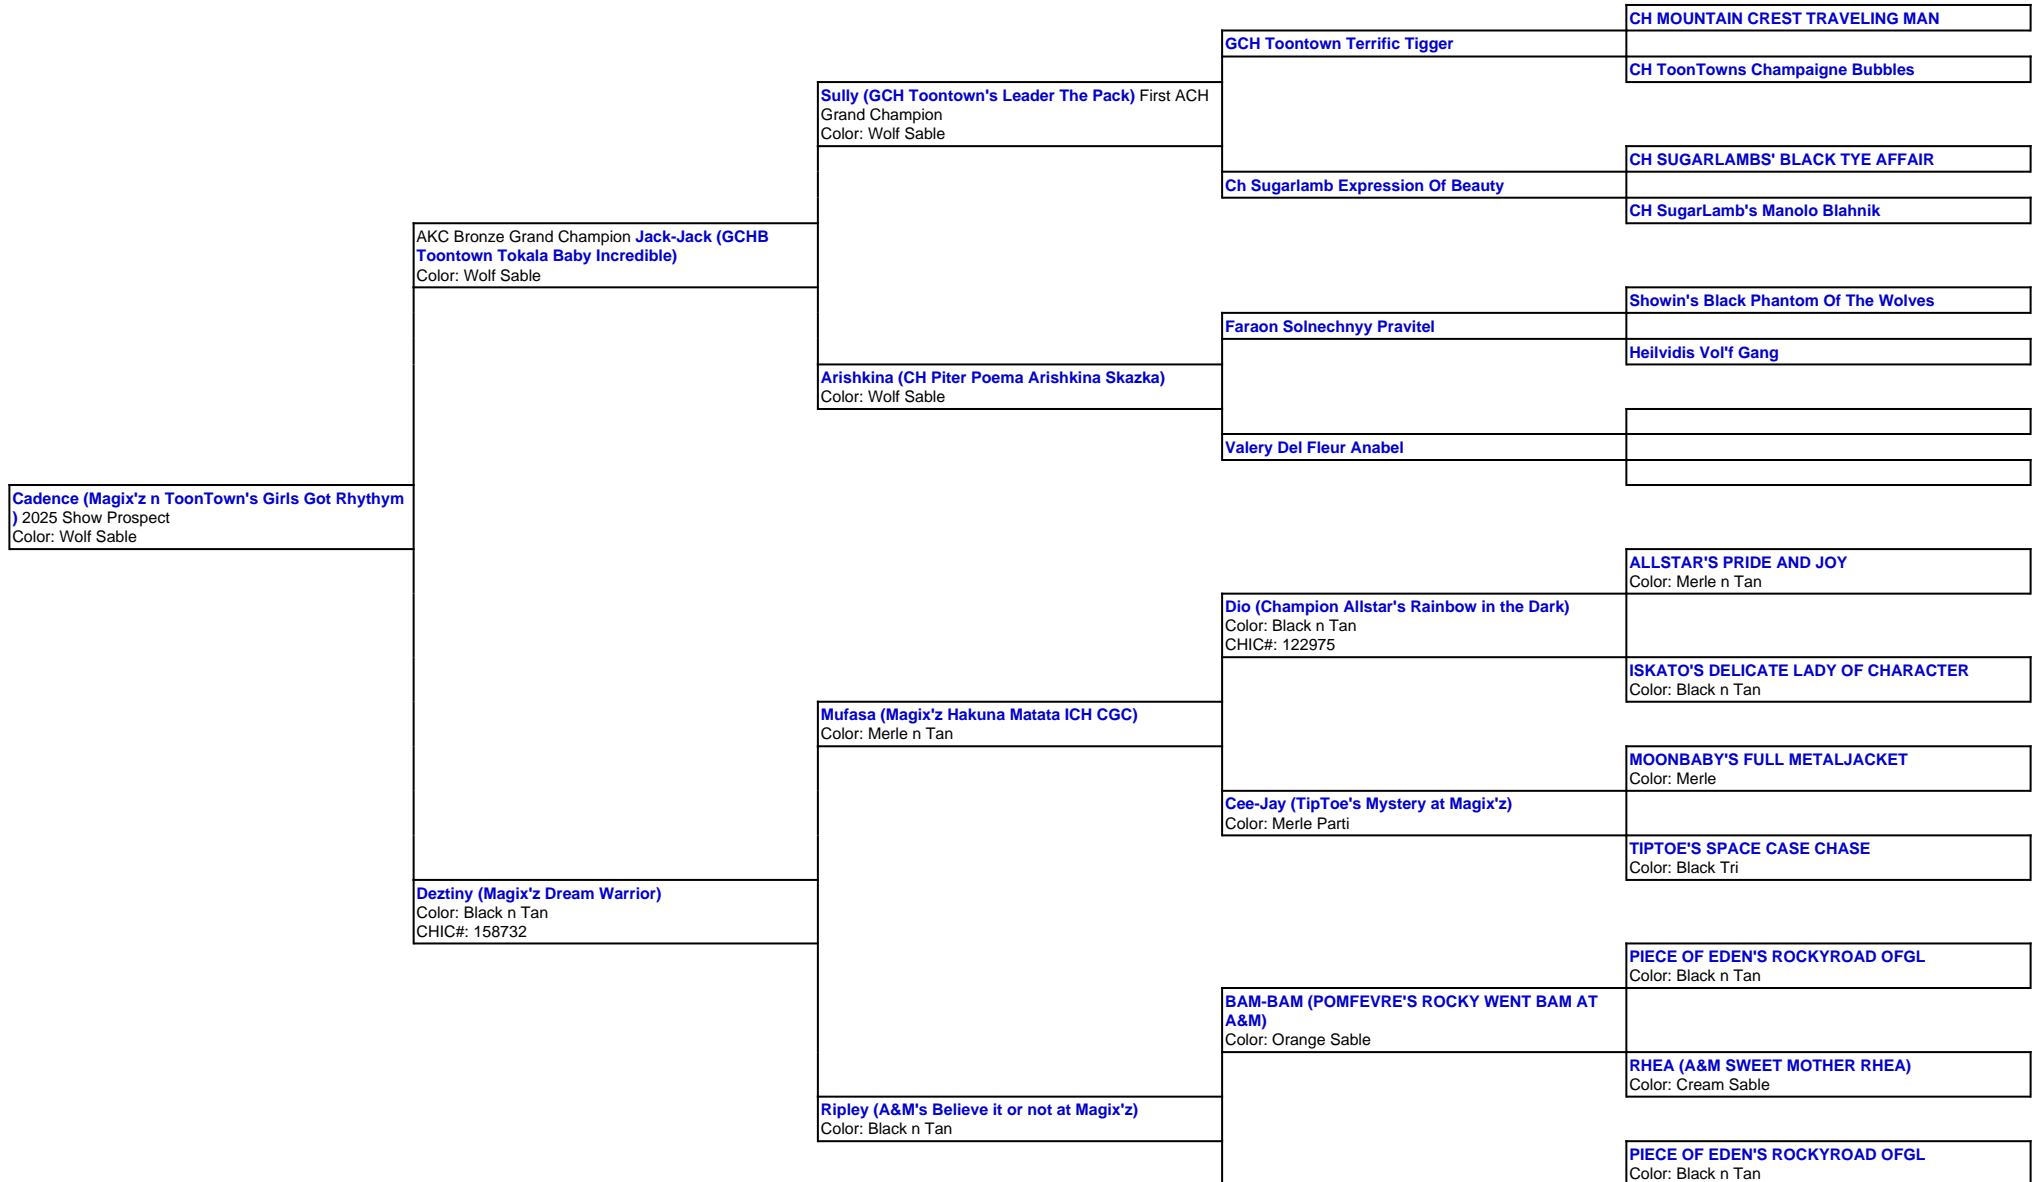 CH MOUNTAIN CREST TRAVELING MAN
GCH Toontown Terrific Tigger
CH ToonTowns Champaigne Bubbles
Sully (GCH Toontown's Leader The Pack) First ACH
Grand Champion
Color: Wolf Sable
CH SUGARLAMBS' BLACK TYE AFFAIR
Ch Sugarlamb Expression Of Beauty
CH SugarLamb's Manolo Blahnik
AKC Bronze Grand Champion Jack-Jack (GCHB
Toontown Tokala Baby Incredible)
Color: Wolf Sable
Showin's Black Phantom Of The Wolves
Faraon Solnechnyy Pravitel
Heilvidis Vol'f Gang
Arishkina (CH Piter Poema Arishkina Skazka)
Color: Wolf Sable
Valery Del Fleur Anabel
Cadence (Magix'z n ToonTown's Girls Got Rhythym
) 2025 Show Prospect
Color: Wolf Sable
ALLSTAR'S PRIDE AND JOY
Color: Merle n Tan
Dio (Champion Allstar's Rainbow in the Dark)
Color: Black n Tan
CHIC#: 122975
ISKATO'S DELICATE LADY OF CHARACTER
Color: Black n Tan
Mufasa (Magix'z Hakuna Matata ICH CGC)
Color: Merle n Tan
MOONBABY'S FULL METALJACKET
Color: Merle
Cee-Jay (TipToe's Mystery at Magix'z)
Color: Merle Parti
TIPTOE'S SPACE CASE CHASE
Color: Black Tri
Deztiny (Magix'z Dream Warrior)
Color: Black n Tan
CHIC#: 158732
PIECE OF EDEN'S ROCKYROAD OFGL
Color: Black n Tan
BAM-BAM (POMFEVRE'S ROCKY WENT BAM AT
A&M)
Color: Orange Sable
RHEA (A&M SWEET MOTHER RHEA)
Color: Cream Sable
Ripley (A&M's Believe it or not at Magix'z)
Color: Black n Tan
PIECE OF EDEN'S ROCKYROAD OFGL
Color: Black n Tan